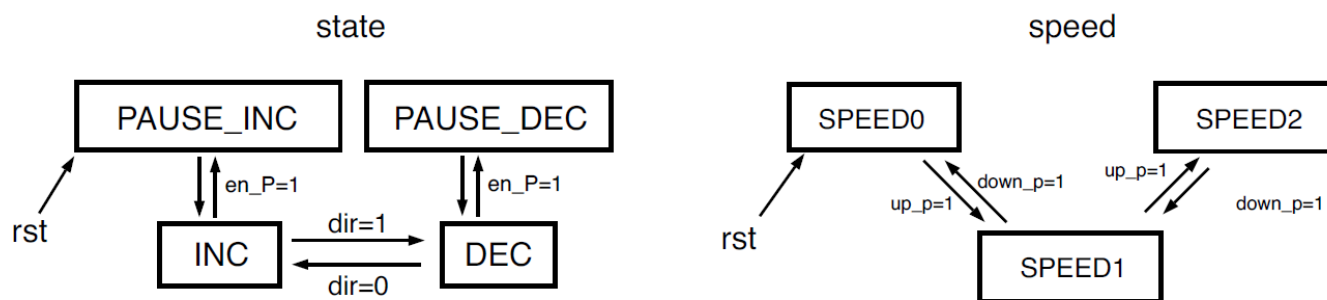 state
PAUSE_INC
PAUSE_DEC
en_P=1
en_P=1
rst
INC
dir=1
dir=0
DEC
speed
SPEED0
SPEED2
down_p=1
up_p=1
up_p=1
down_p=1
rst
SPEED1